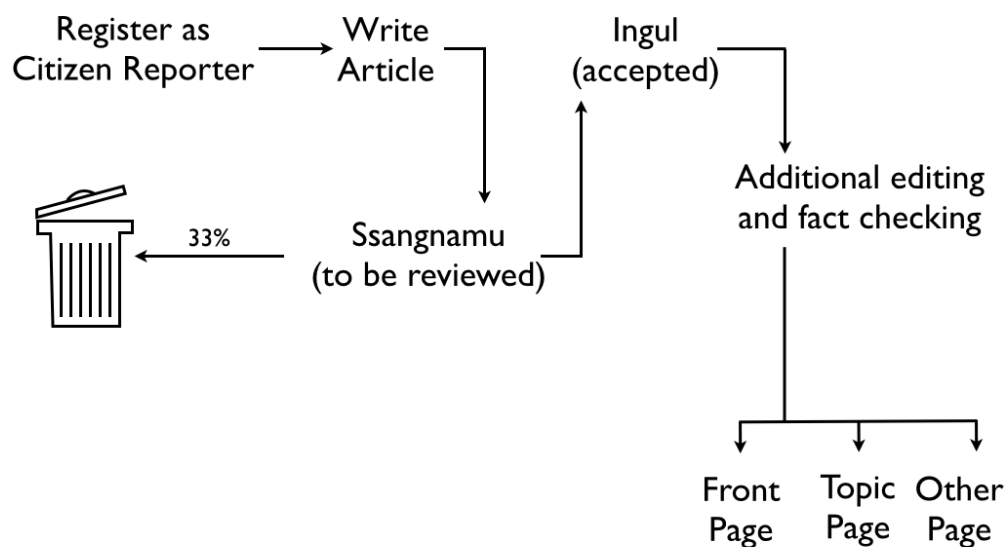 Register as
Citizen Reporter
Write
Article
Ingul
(accepted)
Additional editing
and fact checking
33%
Ssangnamu
(to be reviewed)
Front
Page
Topic
Page
Other
Page